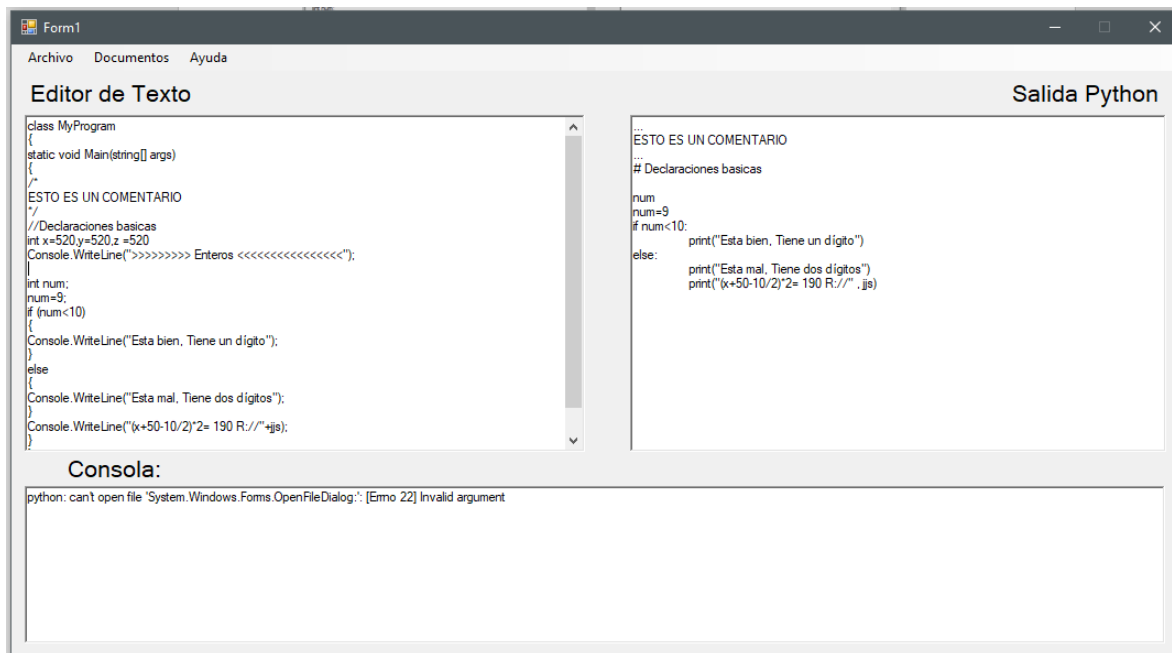 Form1
Archivo Documentos Ayuda
Editor de Texto
Salida Python
class MyProgram
{
static void Main(string[] args)
{
/*
ESTO ES UN COMENTARIO
*/
//Declaraciones basicas
int x=520,y=520,z =520
Console.WriteLine(">>>>>>>>> Enteros <<<<<<<<<<<<<<<<");
int num;
num=9;
if (num<10)
{
Console.WriteLine("Esta bien, Tiene un dígito");
}
else
{
Console.WriteLine("Esta mal, Tiene dos dígitos");
}
Console.WriteLine("(x+50-10/2)*2= 190 R://"+jjs);
}
...
ESTO ES UN COMENTARIO
...
# Declaraciones basicas
num
num=9
if num<10:
print("Esta bien, Tiene un dígito")
else:
print("Esta mal, Tiene dos dígitos")
print("(x+50-10/2)*2= 190 R://" , jjs)
Consola:
python: can't open file 'System.Windows.Forms.OpenFileDialog:': [Errno 22] Invalid argument